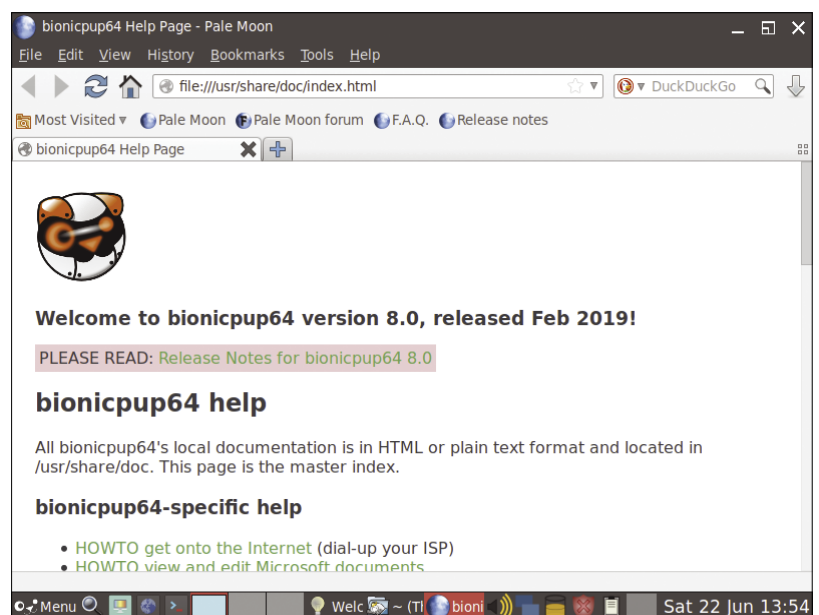 bionicpup64 Help Page - Pale Moon
File Edit View History Bookmarks Tools Help
file:///usr/share/doc/index.html DuckDuckGo
Most Visited Pale Moon Pale Moon forum F.A.Q. Release notes
bionicpup64 Help Page
Welcome to bionicpup64 version 8.0, released Feb 2019!
PLEASE READ: Release Notes for bionicpup64 8.0
bionicpup64 help
All bionicpup64's local documentation is in HTML or plain text format and located in
/usr/share/doc. This page is the master index.
bionicpup64-specific help
• HOWTO get onto the Internet (dial-up your ISP)
• HOWTO view and edit Microsoft documents
Menu Welc ~ (Tl bioni Sat 22 Jun 13:54